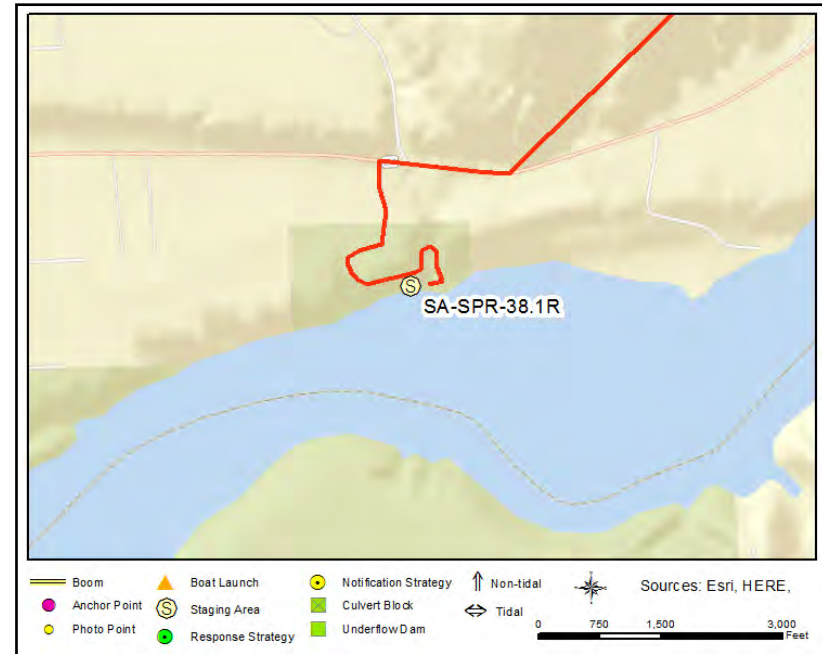 SA-SPR-38.1R
Boom
Boat Launch
Notification Strategy
Non-tidal
Sources: Esri, HERE,
Anchor Point
S
Staging Area
Culvert Block
Tidal
Photo Point
Response Strategy
Underflow Dam
0 750 1,500 3,000
Feet